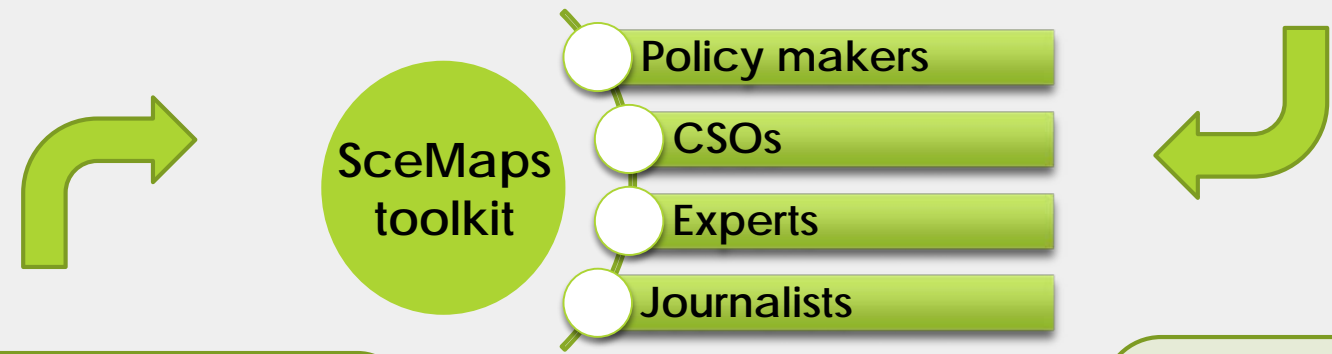 SceMaps
toolkit
Policy makers
CSOs
Experts
Journalists